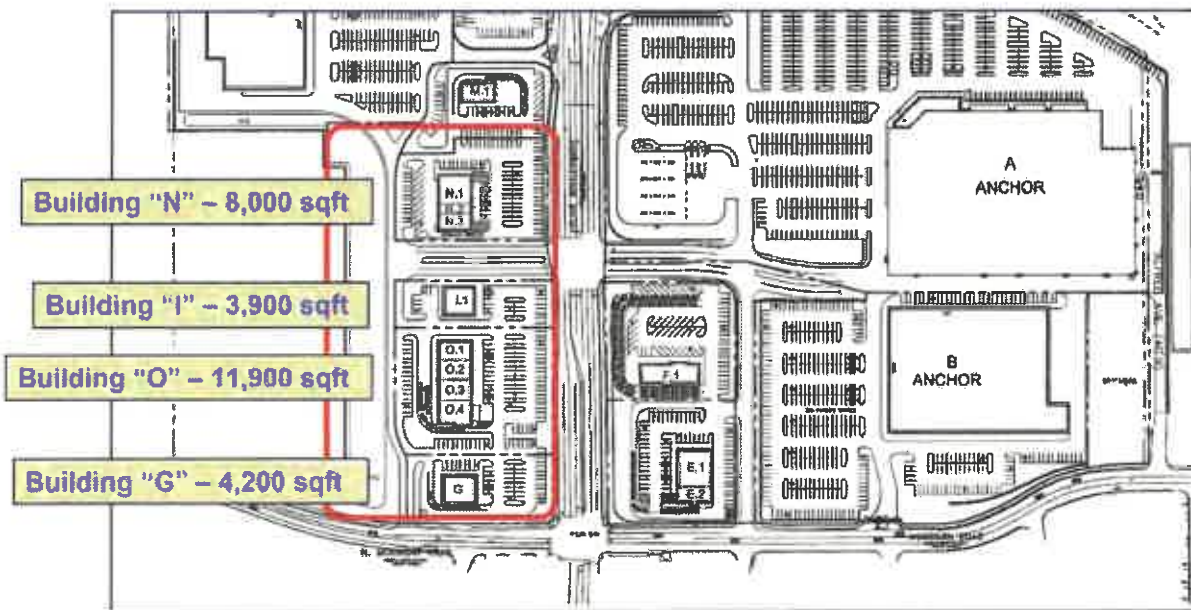 M.1
A
ANCHOR
Building “N” – 8,000 sqft
N.1
N.2
Building “I” – 3,900 sqft
I.1
Building “O” – 11,900 sqft
O.1
O.2
O.3
O.4
F.1
B
ANCHOR
Building “G” – 4,200 sqft
G
E.1
E.2